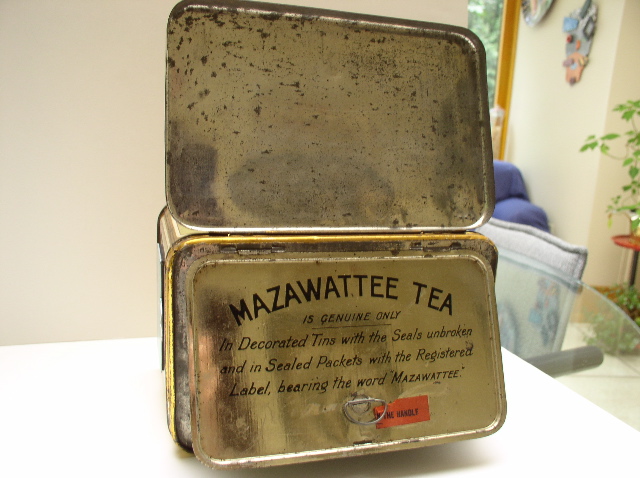 MAZAWATTEE TEA
IS GENUINE ONLY
In Decorated Tins with the Seals unbroken
and in Sealed Packets with the Registered
Label, bearing the word "MAZAWATTEE."
HANDLE